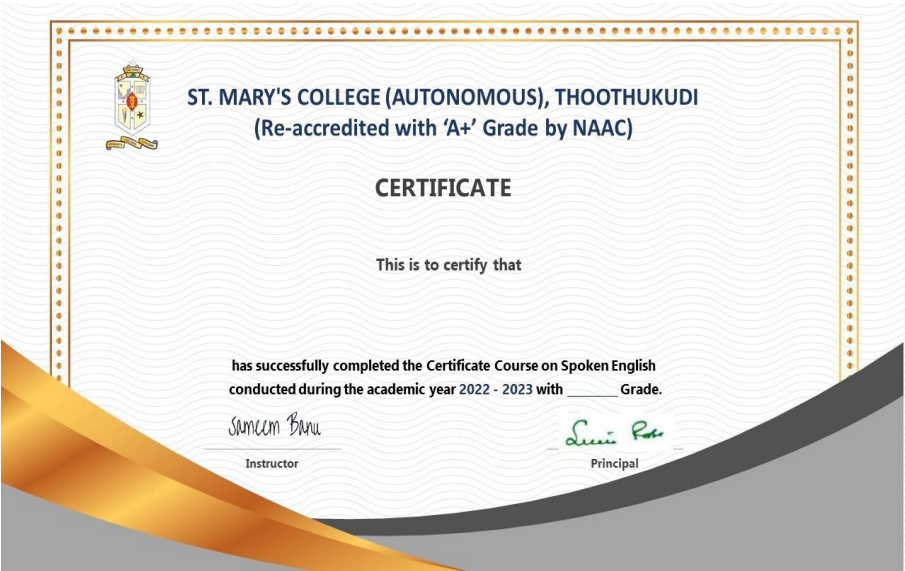 ST. MARY'S COLLEGE (AUTONOMOUS), THOOTHUKUDI
(Re-accredited with ‘A+’ Grade by NAAC)
CERTIFICATE
This is to certify that
has successfully completed the Certificate Course on Spoken English
conducted during the academic year 2022 - 2023 with ________ Grade.
Sameem Banu
Instructor
Principal